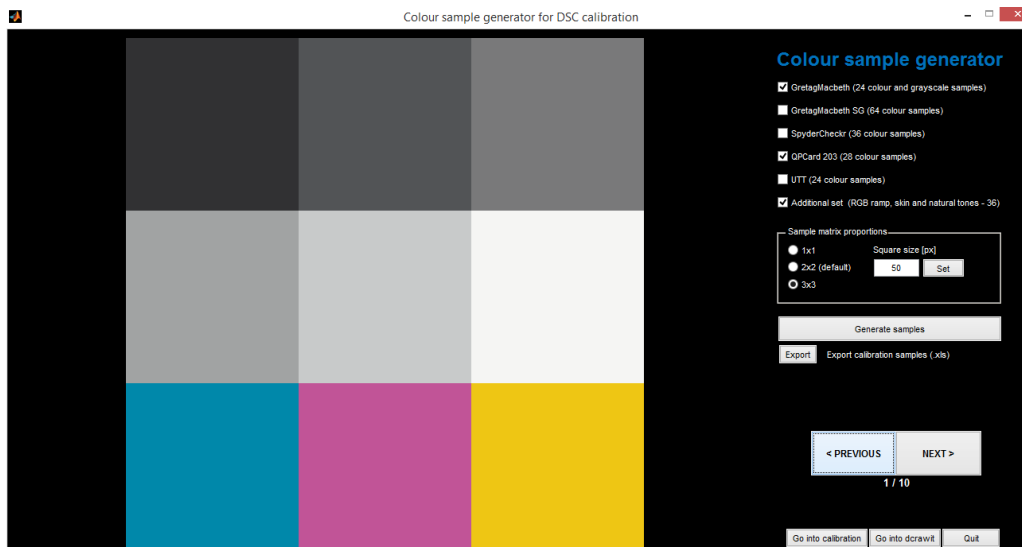 Colour sample generator for DSC calibration
Colour sample generator
GretagMacbeth (24 colour and grayscale samples)
GretagMacbeth SG (64 colour samples)
SpyderCheckr (36 colour samples)
QPCard 203 (28 colour samples)
UTT (24 colour samples)
Additional set (RGB ramp, skin and natural tones - 36)
Sample matrix proportions
1x1 Square size [px]
2x2 (default) 50 Set
3x3
Generate samples
Export Export calibration samples (.xls)
< PREVIOUS NEXT >
1 / 10
Go into calibration Go into dcrawit Quit